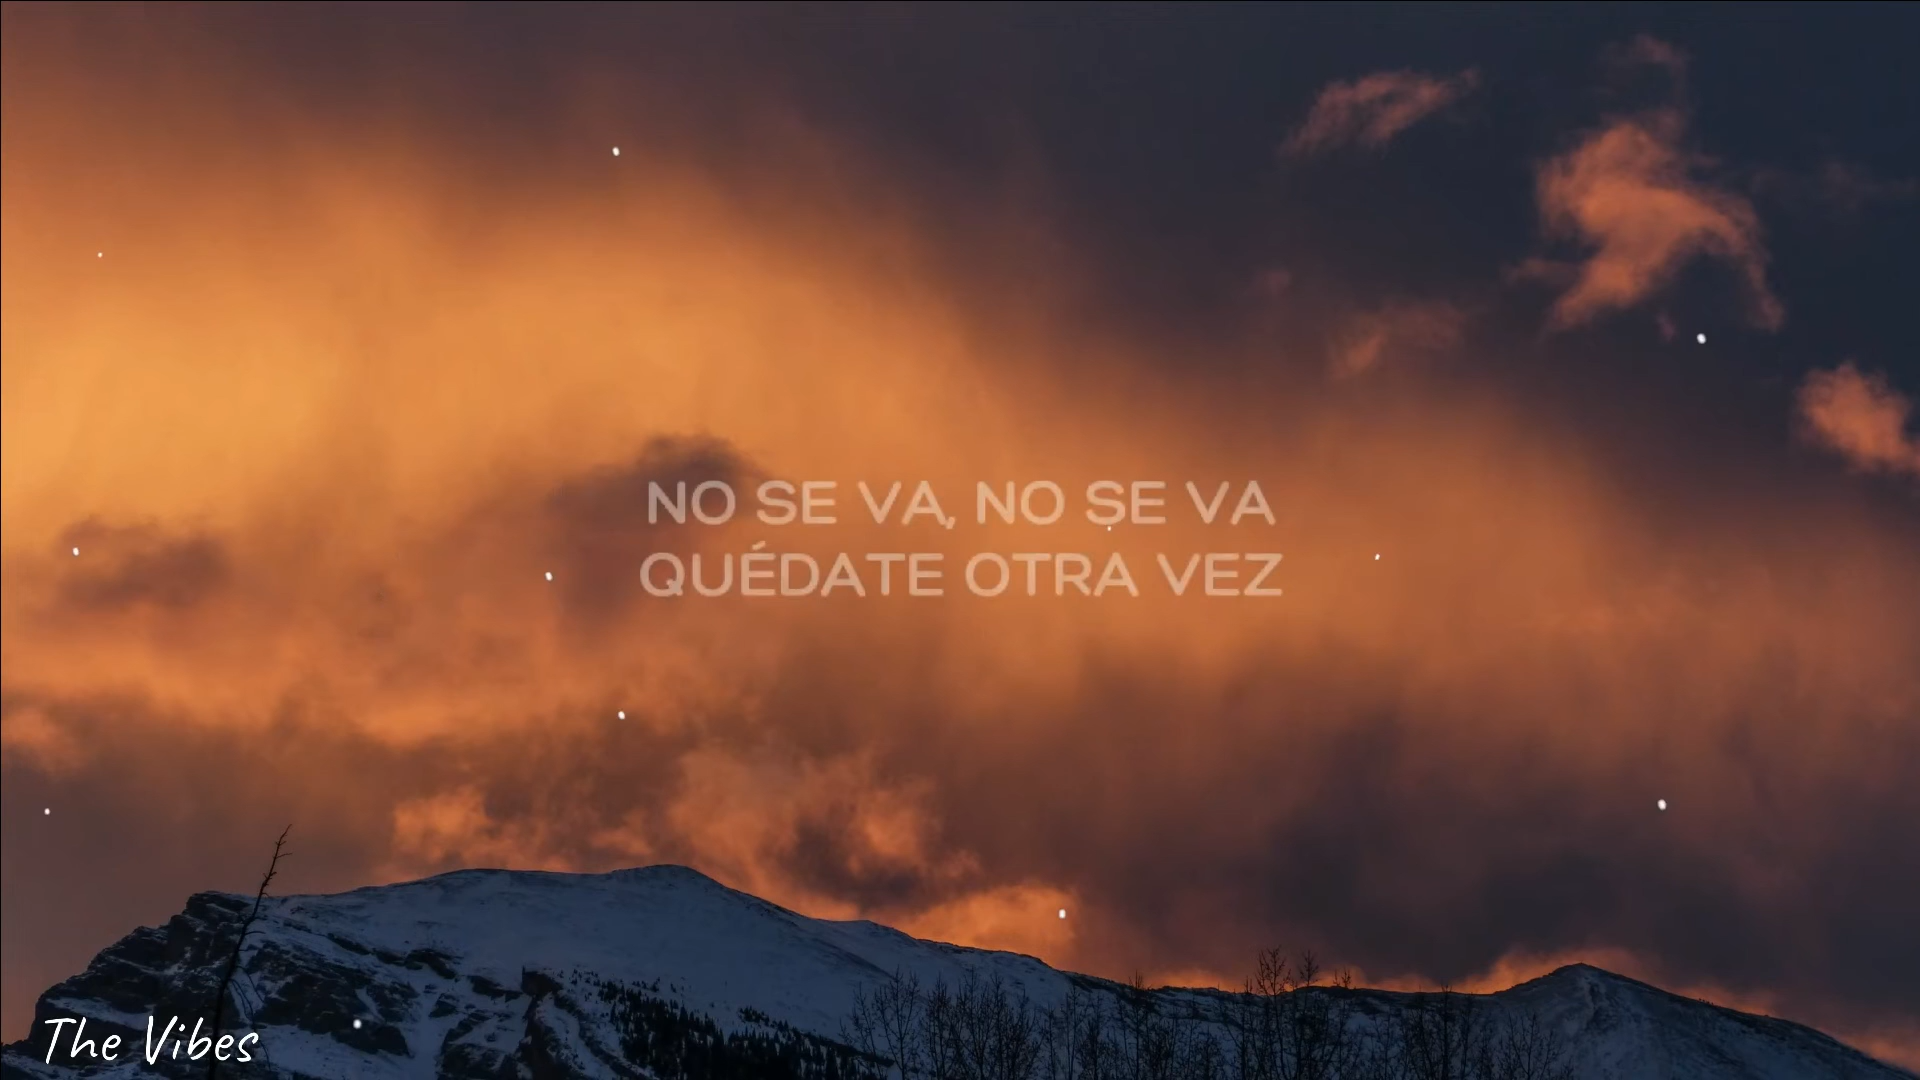 NO SE VA, NO SE VA
QUÉDATE OTRA VEZ
The Vibes